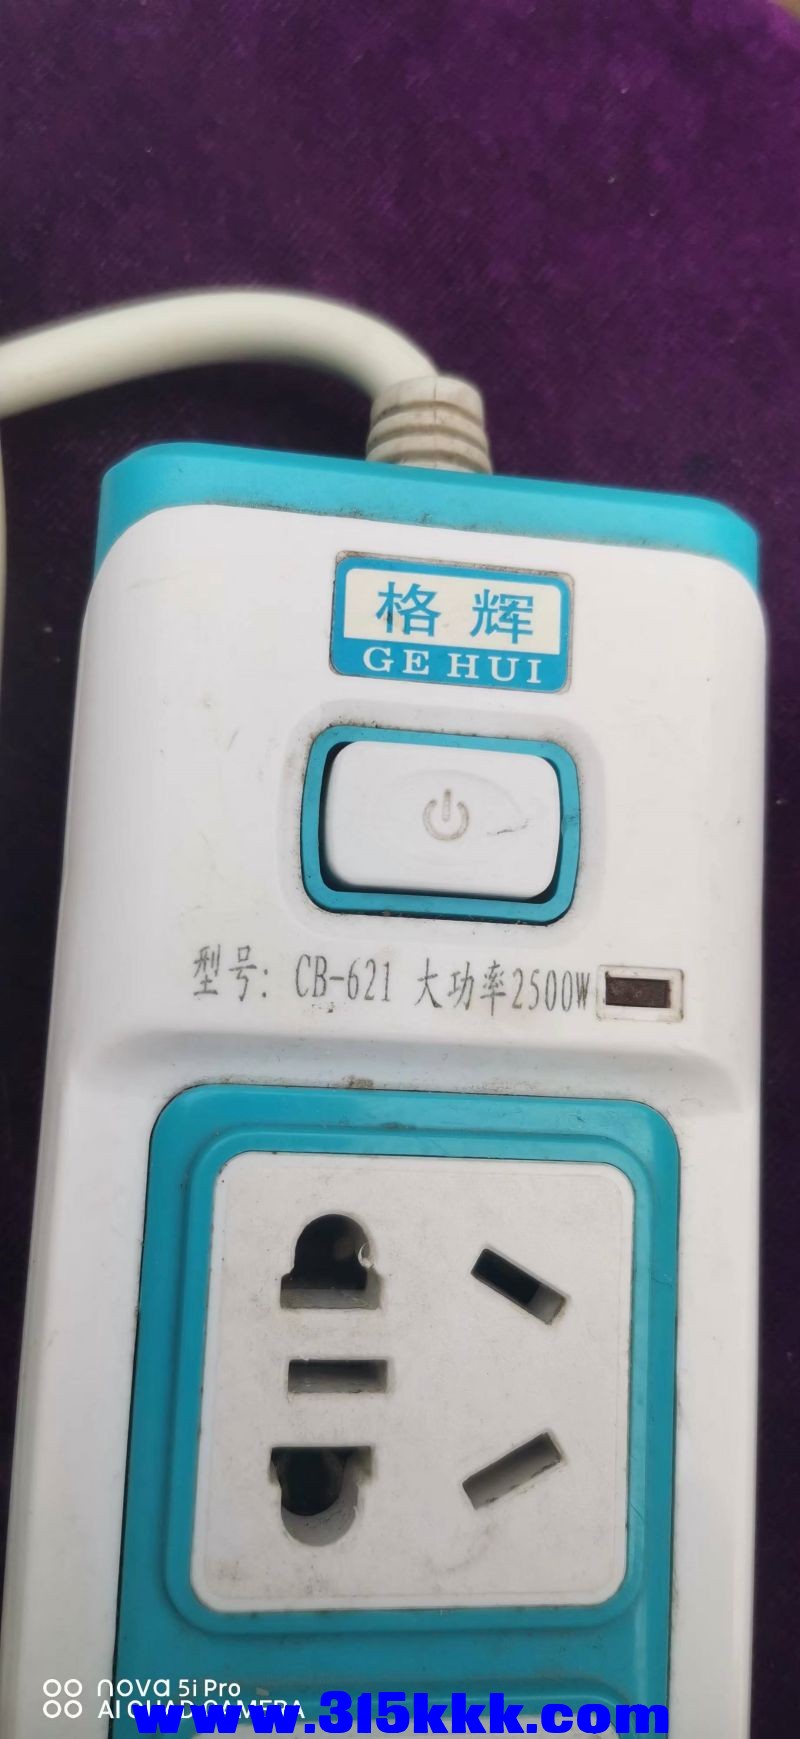 格辉
GE HUI
型号: CB-621 大功率2500W
nova 5i Pro
AI QUAD CAMERA
www.315kkk.com